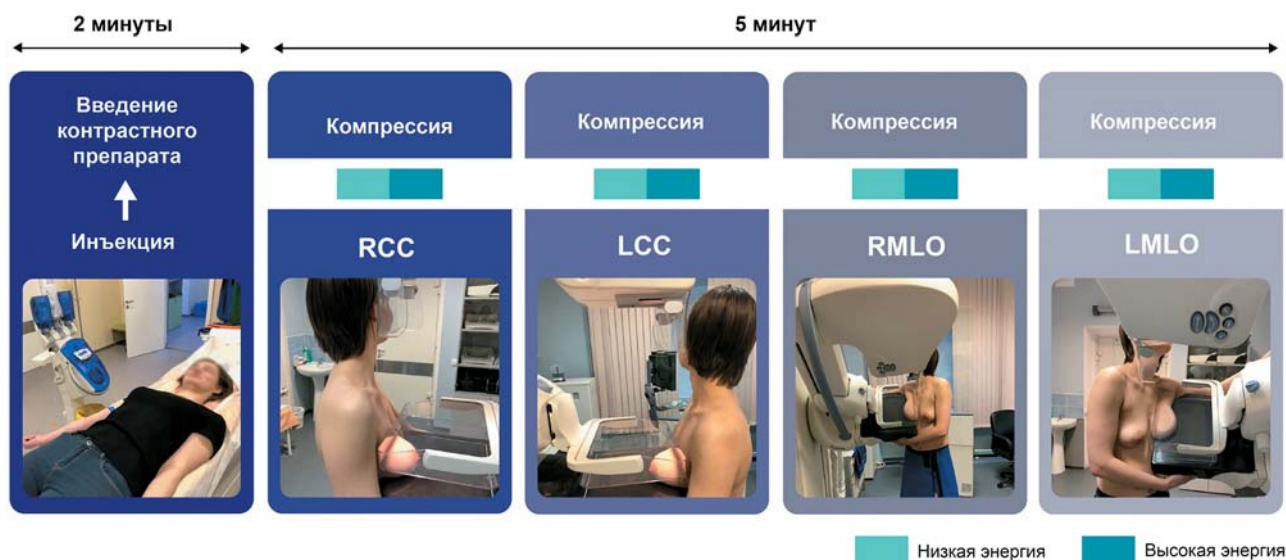 2 минуты
5 минут
Введение
контрастного
препарата
Инъекция
Компрессия
RCC
Компрессия
LCC
Компрессия
RMLO
Компрессия
LMLO
Низкая энергия
Высокая энергия